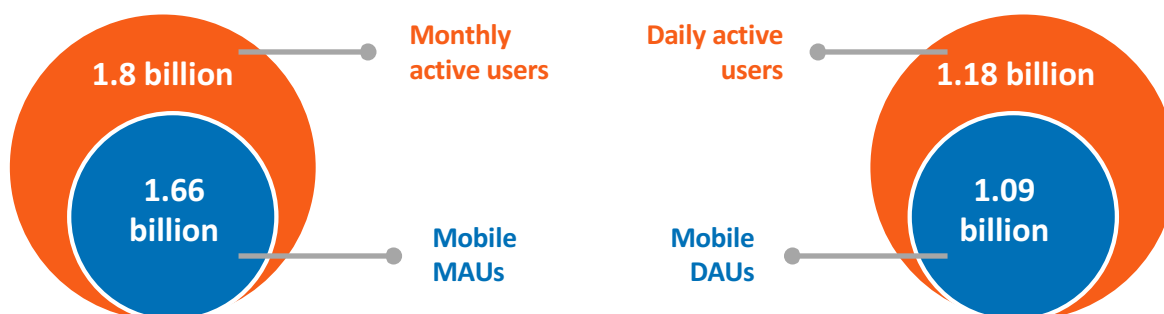 1.8 billion
Monthly
active users
1.66
billion
Mobile
MAUs
Daily active
users
1.18 billion
Mobile
DAUs
1.09
billion